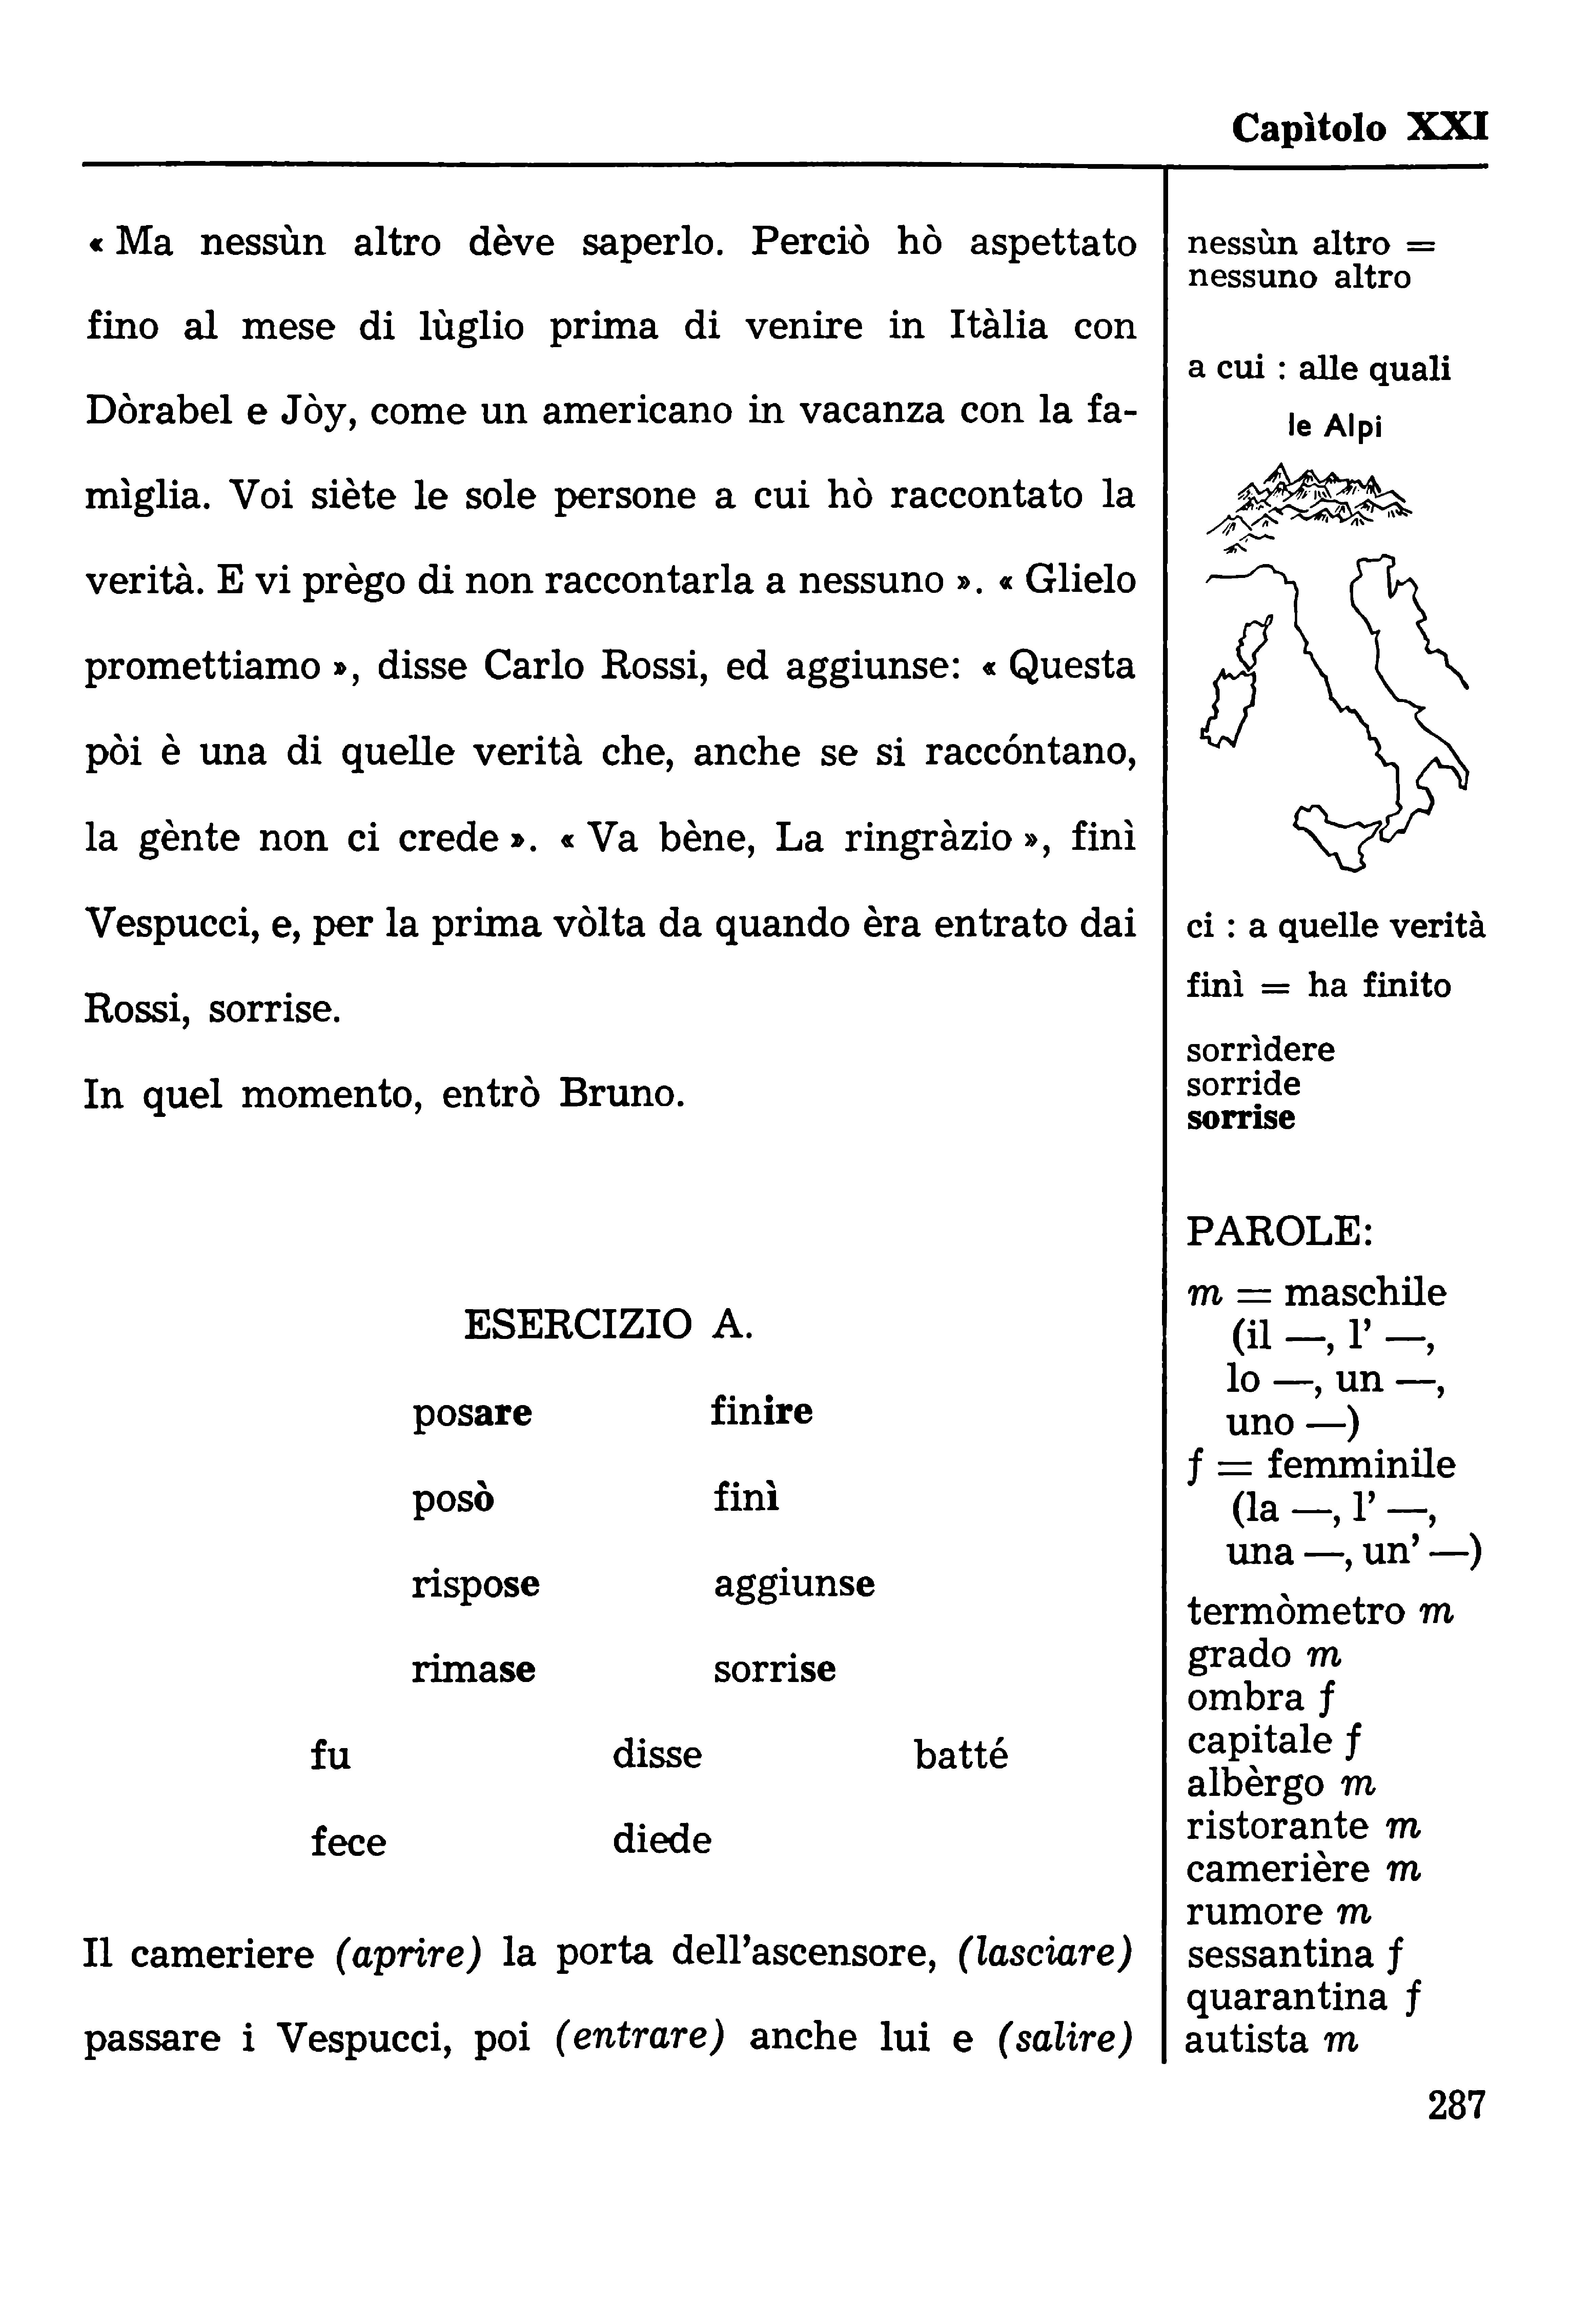 Capìtolo XXI
« Ma nessùn altro dève saperlo. Perciò hò aspettato
fino al mese di lùglio prima di venire in Itàlia con
Dòrabel e Jòy, come un americano in vacanza con la fa-
mìglia. Voi siète le sole persone a cui hò raccontato la
verità. E vi prègo di non raccontarla a nessuno ». « Glielo
promettiamo », disse Carlo Rossi, ed aggiunse: « Questa
pòi è una di quelle verità che, anche se si raccóntano,
la gènte non ci crede ». « Va bène, La ringràzio », finì
Vespucci, e, per la prima vòlta da quando èra entrato dai
Rossi, sorrise.
In quel momento, entrò Bruno.
ESERCIZIO A.
posare finire
posò finì
rispose aggiunse
rimase sorrise
fu disse batté
fece diede
Il cameriere (aprire) la porta dell'ascensore, (lasciare)
passare i Vespucci, poi (entrare) anche lui e (salire)
nessùn altro =
nessuno altro
a cui : alle quali
le Alpi
ci : a quelle verità
finì = ha finito
sorrìdere
sorride
sorrise
PAROLE:
m = maschile
(il —, l' —,
lo —, un —,
uno —)
f = femminile
(la —, l' —,
una —, un' —)
termòmetro m
grado m
ombra f
capitale f
albèrgo m
ristorante m
camerière m
rumore m
sessantina f
quarantina f
autista m
287